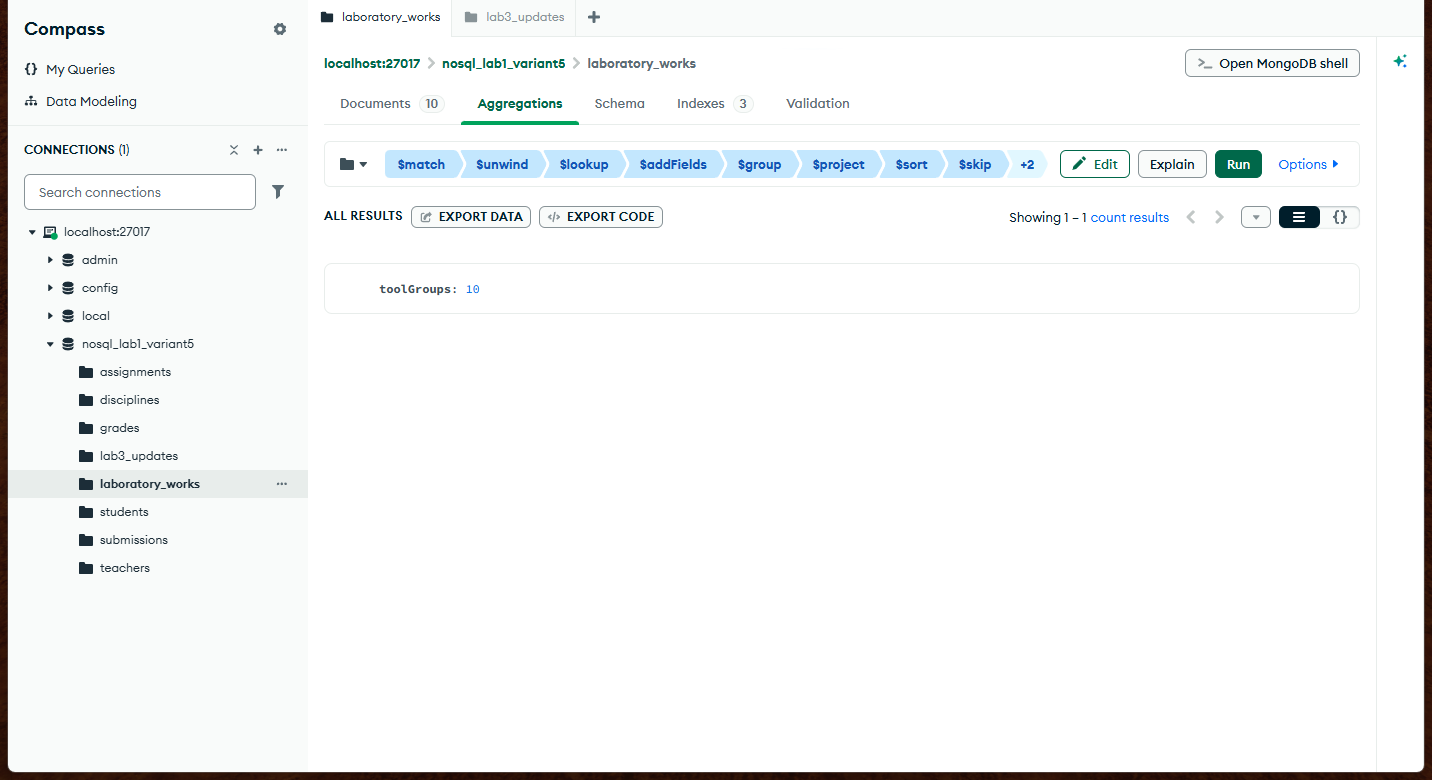 Compass
My Queries
Data Modeling
CONNECTIONS (1)
Search connections
localhost:27017
admin
config
local
nosql_lab1_variant5
assignments
disciplines
grades
lab3_updates
laboratory_works
students
submissions
teachers
laboratory_works
lab3_updates
localhost:27017 > nosql_lab1_variant5 > laboratory_works
>_ Open MongoDB shell
Documents 10
Aggregations
Schema
Indexes 3
Validation
$match $unwind $lookup $addFields $group $project $sort $skip +2
Edit
Explain
Run
Options
ALL RESULTS
EXPORT DATA
</> EXPORT CODE
Showing 1 – 1 count results
{}
toolGroups: 10